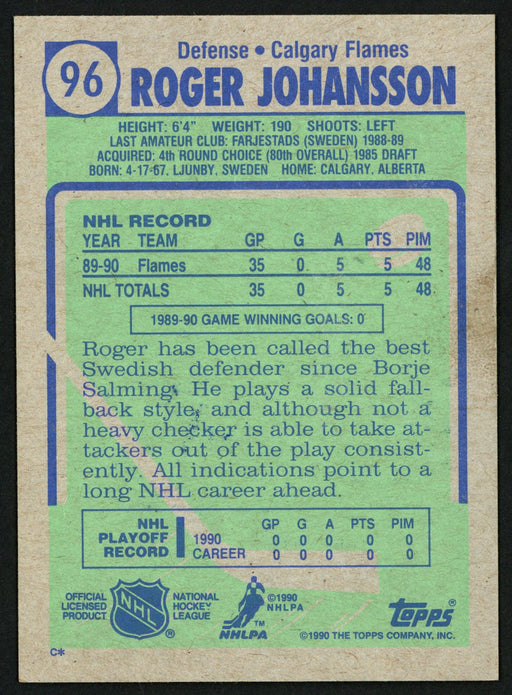 96
Defense • Calgary Flames
ROGER JOHANSSON
HEIGHT: 6'4" WEIGHT: 190 SHOOTS: LEFT
LAST AMATEUR CLUB: FARJESTADS (SWEDEN) 1988-89
ACQUIRED: 4th ROUND CHOICE (80th OVERALL) 1985 DRAFT
BORN: 4-17-67, LJUNBY, SWEDEN HOME: CALGARY, ALBERTA
NHL RECORD
YEAR TEAM GP G A PTS PIM
89-90 Flames 35 0 5 5 48
NHL TOTALS 35 0 5 5 48
1989-90 GAME WINNING GOALS: 0
Roger has been called the best
Swedish defender since Borje
Salming. He plays a solid fall-
back style, and although not a
heavy checker is able to take at-
tackers out of the play consist-
ently. All indications point to a
long NHL career ahead.
NHL PLAYOFF RECORD
GP G A PTS PIM
1990 0 0 0 0 0
CAREER 0 0 0 0 0
OFFICIAL
LICENSED
PRODUCT
NHL
®
NATIONAL
HOCKEY
LEAGUE
©1990
NHLPA
TM
NHLPA
topps®
©1990 THE TOPPS COMPANY, INC.
C*